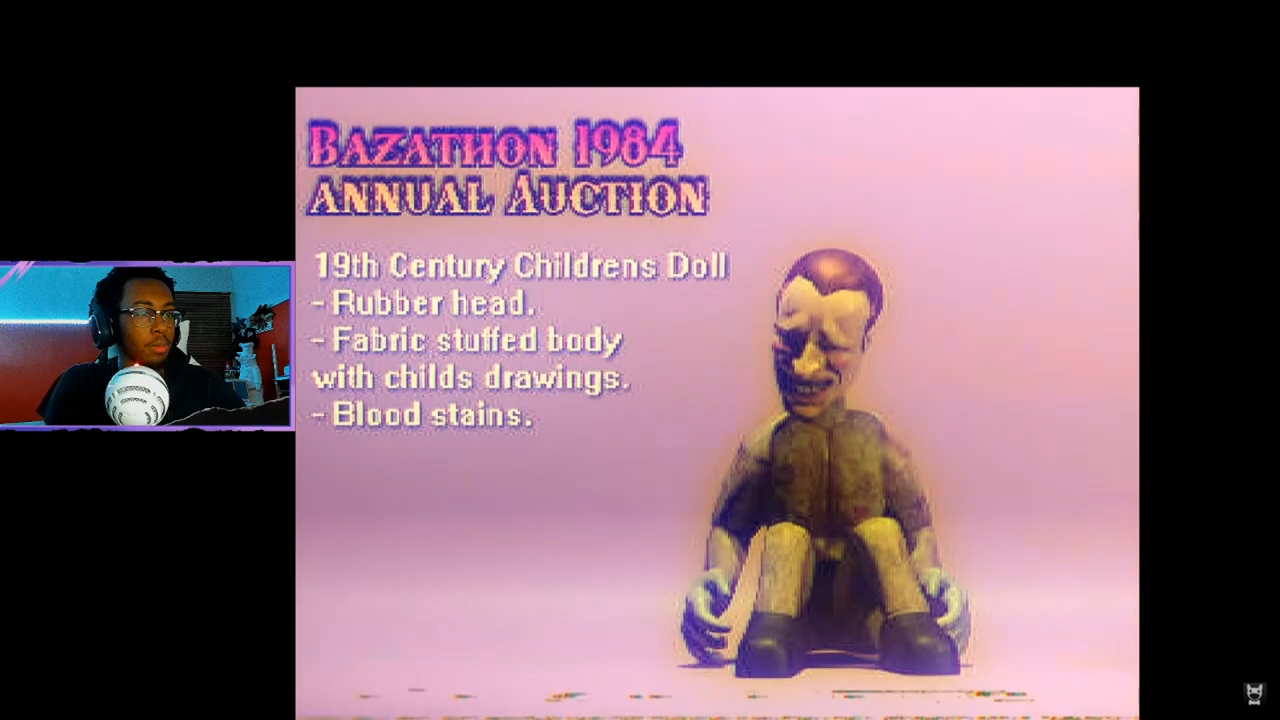 BAZATHON 1984
ANNUAL AUCTION
19th Century Childrens Doll
- Rubber head.
- Fabric stuffed body
with childs drawings.
- Blood stains.